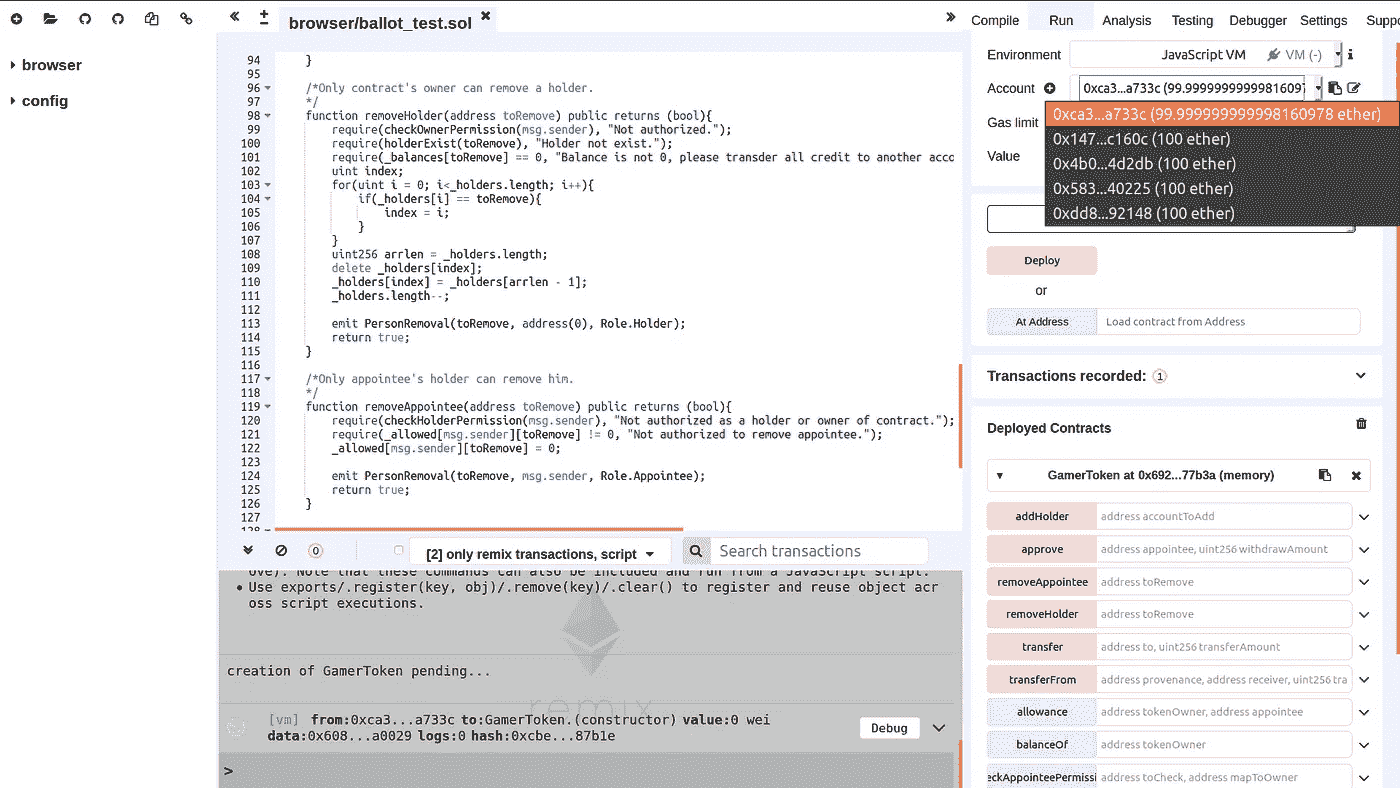 browser/ballot_test.sol
Compile Run Analysis Testing Debugger Settings Suppo
browser
config
94 }
95
96 /*Only contract's owner can remove a holder.
97 */
98 function removeHolder(address toRemove) public returns (bool){
99 require(checkOwnerPermission(msg.sender), "Not authorized.");
100 require(holderExist(toRemove), "Holder not exist.");
101 require(_balances[toRemove] == 0, "Balance is not 0, please transder all credit to another acco
102 uint index;
103 for(uint i = 0; i<_holders.length; i++){
104 if(_holders[i] == toRemove){
105 index = i;
106 }
107 }
108 uint256 arrlen = _holders.length;
109 delete _holders[index];
110 _holders[index] = _holders[arrlen - 1];
111 _holders.length--;
112
113 emit PersonRemoval(toRemove, address(0), Role.Holder);
114 return true;
115 }
116
117 /*Only appointee's holder can remove him.
118 */
119 function removeAppointee(address toRemove) public returns (bool){
120 require(checkHolderPermission(msg.sender), "Not authorized as a holder or owner of contract.");
121 require(_allowed[msg.sender][toRemove] != 0, "Not authorized to remove appointee.");
122 _allowed[msg.sender][toRemove] = 0;
123
124 emit PersonRemoval(toRemove, msg.sender, Role.Appointee);
125 return true;
126 }
127
128
0 [2] only remix transactions, script Search transactions
ove). Note that these commands can also be included and run from a JavaScript script.
• Use exports/.register(key, obj)/.remove(key)/.clear() to register and reuse object acr
oss script executions.
remix
creation of GamerToken pending...
[vm] from:0xca3...a733c to:GamerToken.(constructor) value:0 wei
data:0x608...a0029 logs:0 hash:0xcbe...87b1e
Debug
>
Environment JavaScript VM VM (-)
Account 0xca3...a733c (99.99999999999816097
Gas limit
Value
0xca3...a733c (99.999999999998160978 ether)
0x147...c160c (100 ether)
0x4b0...4d2db (100 ether)
0x583...40225 (100 ether)
0xdd8...92148 (100 ether)
Deploy
or
At Address Load contract from Address
Transactions recorded: 1
Deployed Contracts
GamerToken at 0x692...77b3a (memory)
addHolder address accountToAdd
approve address appointee, uint256 withdrawAmount
removeAppointee address toRemove
removeHolder address toRemove
transfer address to, uint256 transferAmount
transferFrom address provenance, address receiver, uint256 tra
allowance address tokenOwner, address appointee
balanceOf address tokenOwner
eckAppointeePermissi address toCheck, address mapToOwner